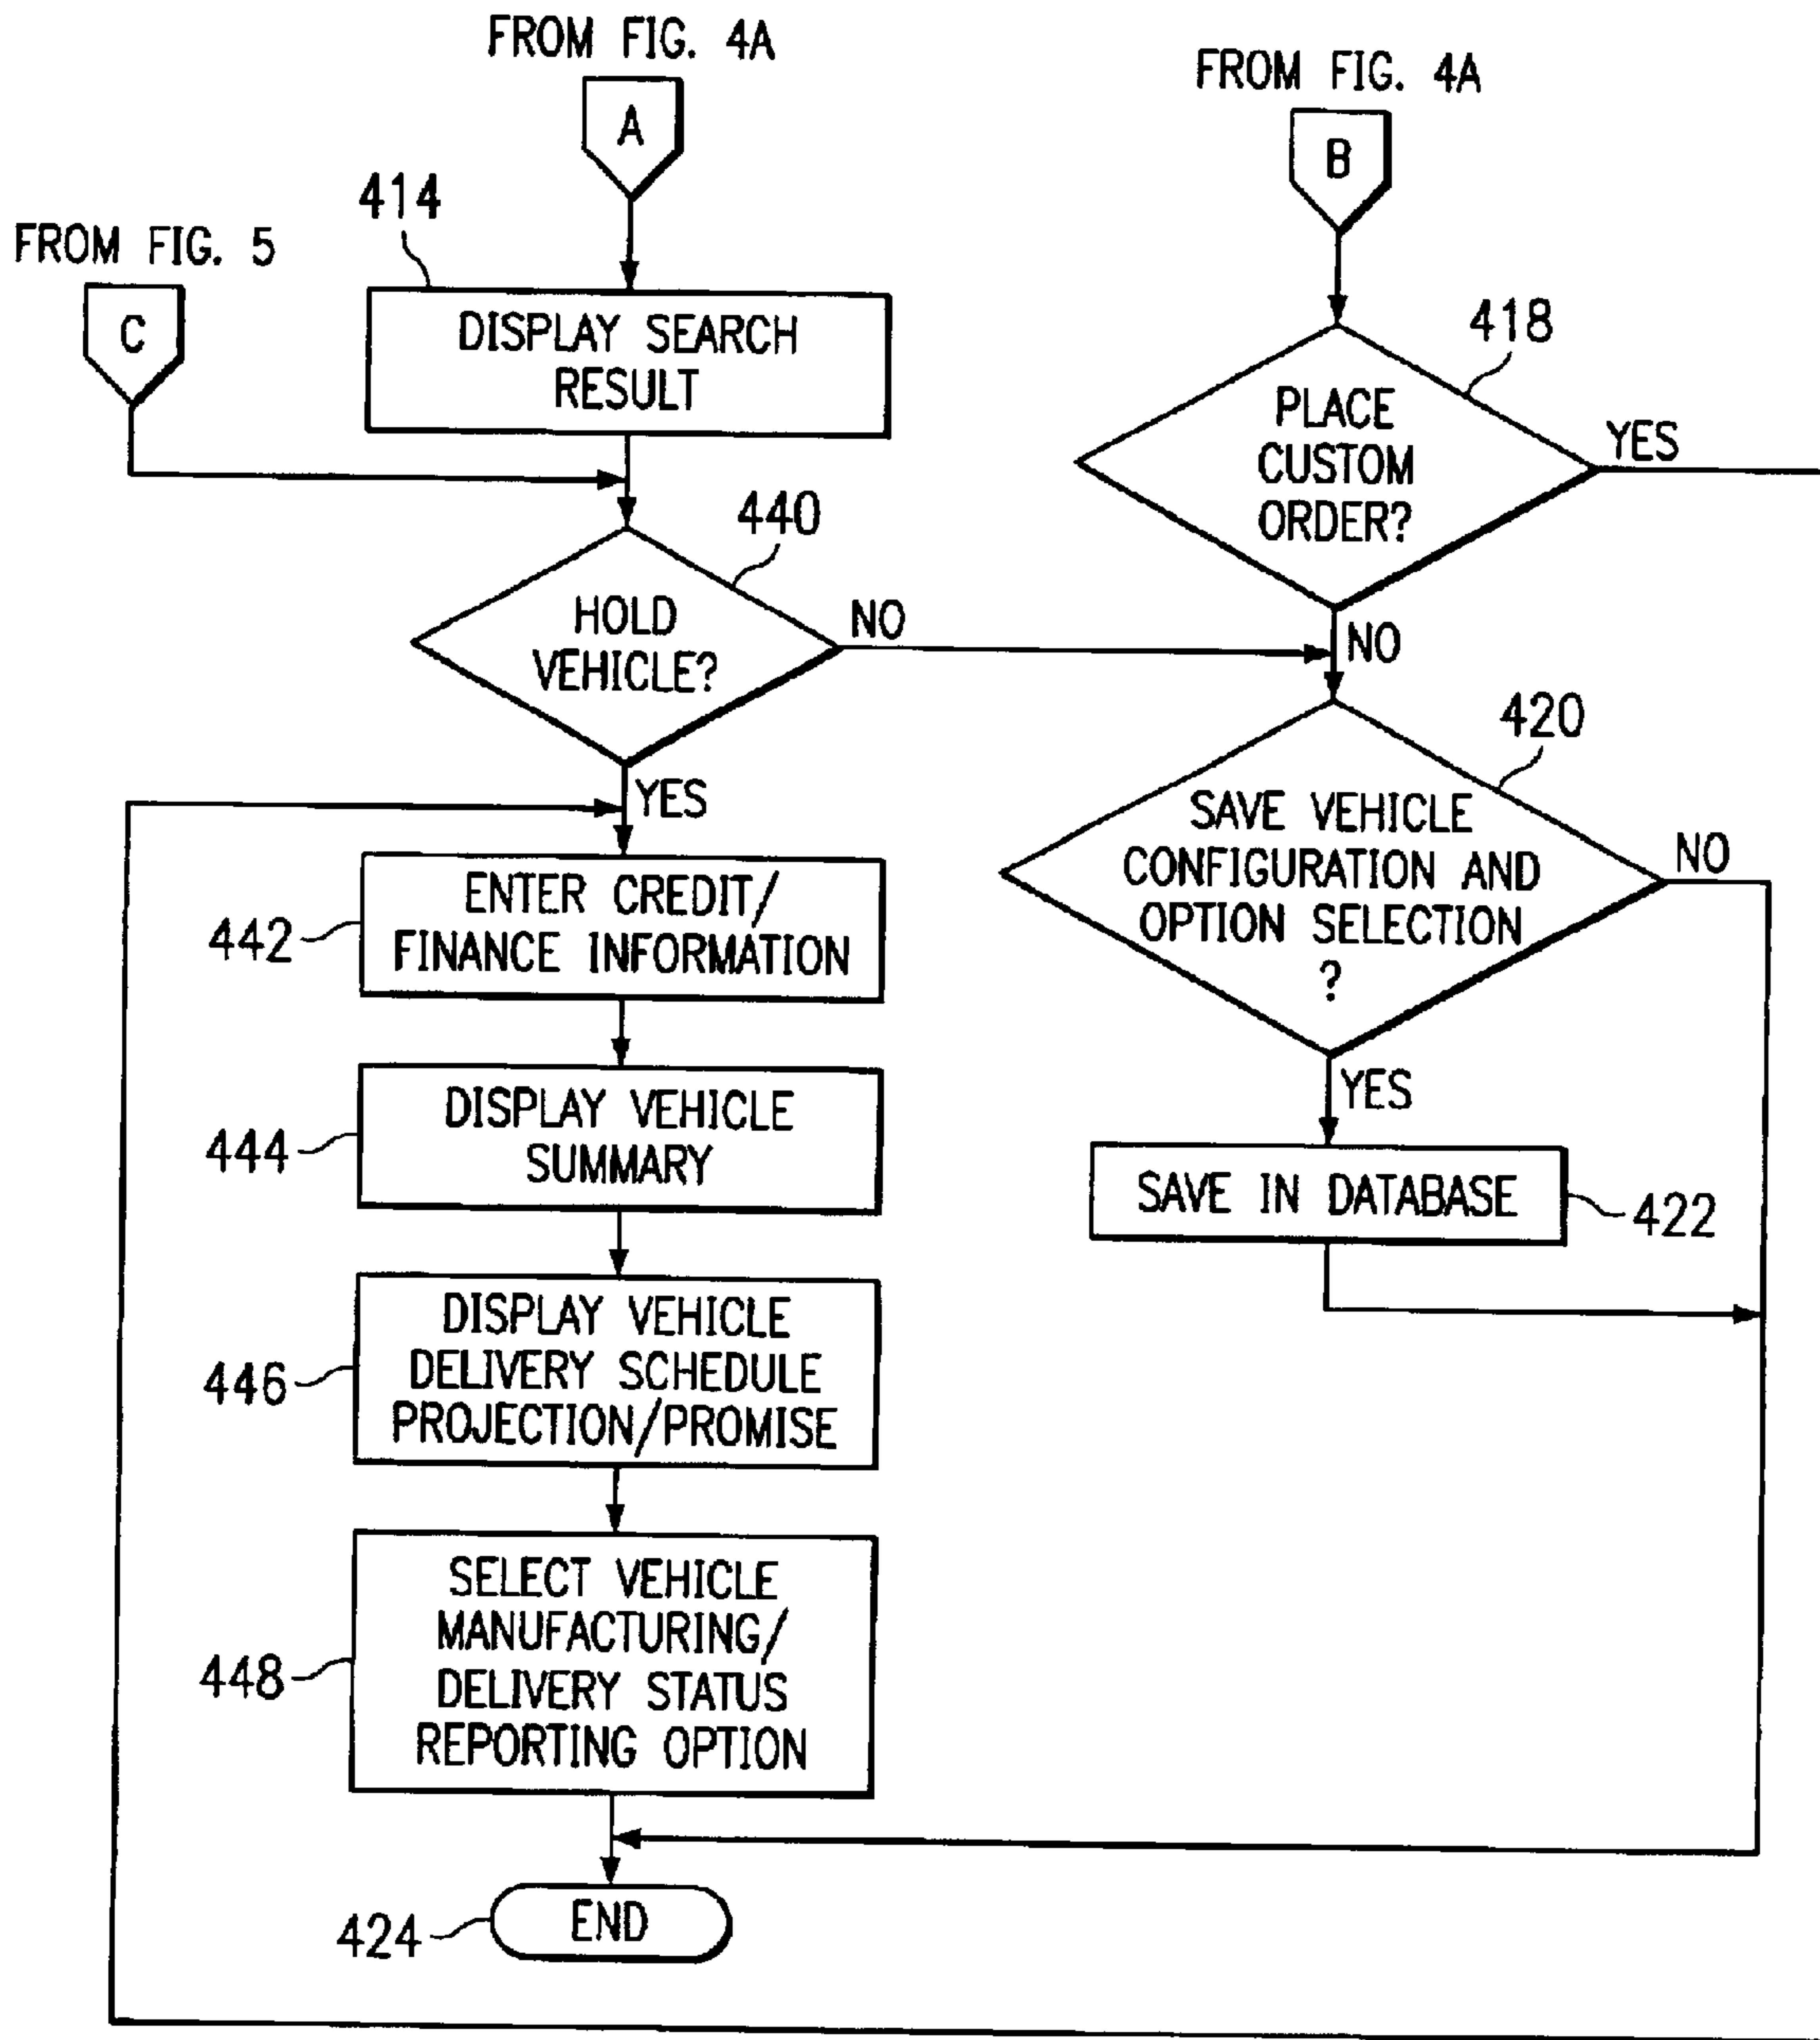 FROM FIG. 4A
A
FROM FIG. 4A
B
FROM FIG. 5
C
414
DISPLAY SEARCH
RESULT
418
PLACE
CUSTOM
ORDER?
YES
NO
440
HOLD
VEHICLE?
NO
YES
420
SAVE VEHICLE
CONFIGURATION AND
OPTION SELECTION
?
NO
YES
442
ENTER CREDIT/
FINANCE INFORMATION
444
DISPLAY VEHICLE
SUMMARY
SAVE IN DATABASE
422
446
DISPLAY VEHICLE
DELIVERY SCHEDULE
PROJECTION/PROMISE
448
SELECT VEHICLE
MANUFACTURING/
DELIVERY STATUS
REPORTING OPTION
424
END